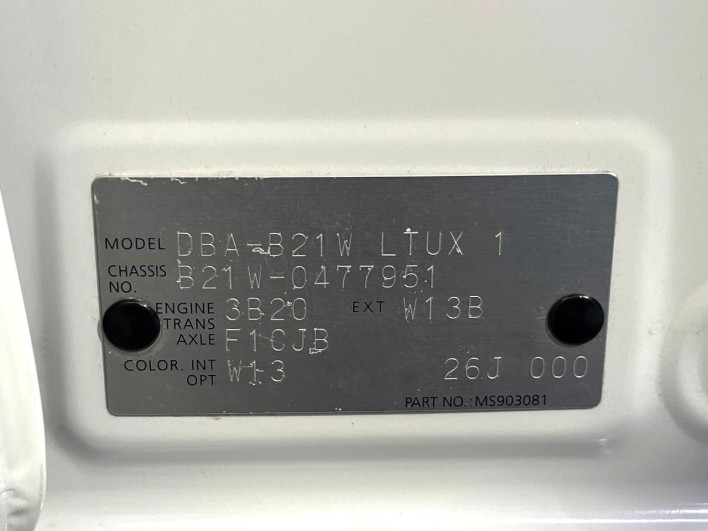 MODEL DBA-B21W LTUX 1
CHASSIS NO. B21W-0477951
ENGINE 3B20 EXT W13B
TRANS AXLE F1CJB
COLOR. INT OPT W13 26J 000
PART NO.:MS903081